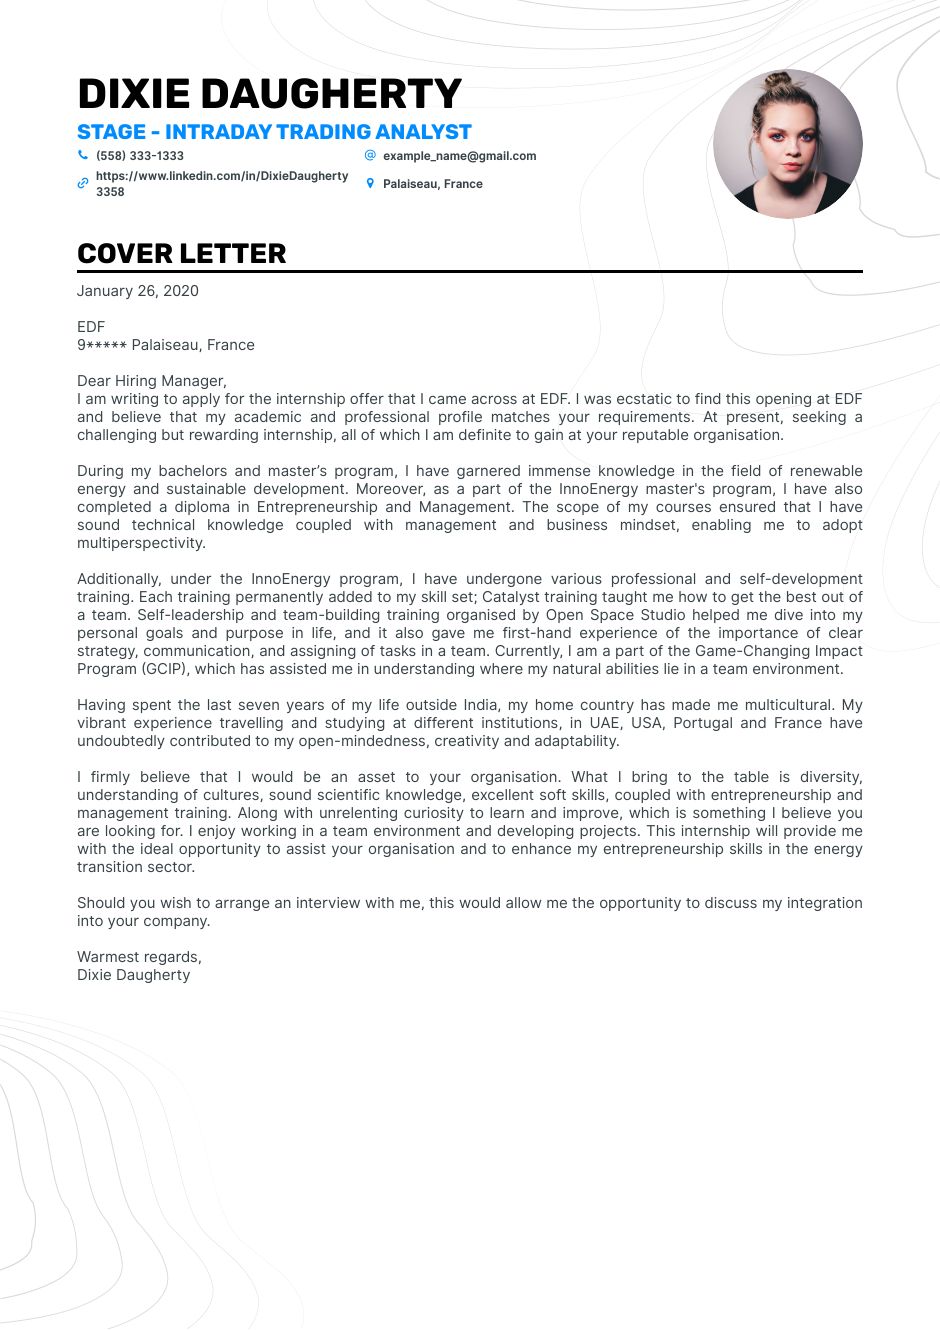 DIXIE DAUGHERTY
STAGE - INTRADAY TRADING ANALYST
(558) 333-1333
example_name@gmail.com
https://www.linkedin.com/in/DixieDaugherty
3358
Palaiseau, France
COVER LETTER
January 26, 2020
EDF
9***** Palaiseau, France
Dear Hiring Manager,
I am writing to apply for the internship offer that I came across at EDF. I was ecstatic to find this opening at EDF
and believe that my academic and professional profile matches your requirements. At present, seeking a
challenging but rewarding internship, all of which I am definite to gain at your reputable organisation.
During my bachelors and master’s program, I have garnered immense knowledge in the field of renewable
energy and sustainable development. Moreover, as a part of the InnoEnergy master's program, I have also
completed a diploma in Entrepreneurship and Management. The scope of my courses ensured that I have
sound technical knowledge coupled with management and business mindset, enabling me to adopt
multiperspectivity.
Additionally, under the InnoEnergy program, I have undergone various professional and self-development
training. Each training permanently added to my skill set; Catalyst training taught me how to get the best out of
a team. Self-leadership and team-building training organised by Open Space Studio helped me dive into my
personal goals and purpose in life, and it also gave me first-hand experience of the importance of clear
strategy, communication, and assigning of tasks in a team. Currently, I am a part of the Game-Changing Impact
Program (GCIP), which has assisted me in understanding where my natural abilities lie in a team environment.
Having spent the last seven years of my life outside India, my home country has made me multicultural. My
vibrant experience travelling and studying at different institutions, in UAE, USA, Portugal and France have
undoubtedly contributed to my open-mindedness, creativity and adaptability.
I firmly believe that I would be an asset to your organisation. What I bring to the table is diversity,
understanding of cultures, sound scientific knowledge, excellent soft skills, coupled with entrepreneurship and
management training. Along with unrelenting curiosity to learn and improve, which is something I believe you
are looking for. I enjoy working in a team environment and developing projects. This internship will provide me
with the ideal opportunity to assist your organisation and to enhance my entrepreneurship skills in the energy
transition sector.
Should you wish to arrange an interview with me, this would allow me the opportunity to discuss my integration
into your company.
Warmest regards,
Dixie Daugherty